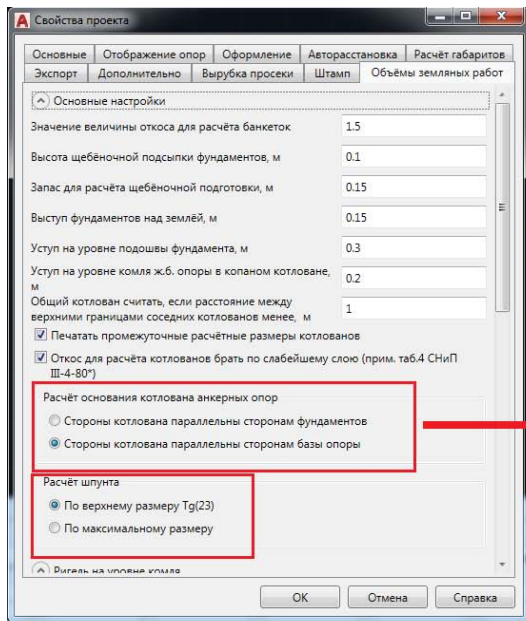 Свойства проекта
Основные Отображение опор Оформление Авторасстановка Расчёт габаритов
Экспорт Дополнительно Вырубка просеки Штамп Объёмы земляных работ
Основные настройки
Значение величины откоса для расчёта банкеток 1.5
Высота щебёночной подсыпки фундаментов, м 0.1
Запас для расчёта щебёночной подготовки, м 0.15
Выступ фундаментов над землёй, м 0.15
Уступ на уровне подошвы фундамента, м 0.3
Уступ на уровне комля ж.б. опоры в копаном котловане, 0.2
м
Общий котлован считать, если расстояние между
верхними границами соседних котлованов менее, м 1
Печатать промежуточные расчётные размеры котлованов
Откос для расчёта котлованов брать по слабейшему слою (прим. таб.4 СНиП
III-4-80*)
Расчёт основания котлована анкерных опор
Стороны котлована параллельны сторонам фундаментов
Стороны котлована параллельны сторонам базы опоры
Расчёт шпунта
По верхнему размеру Tg(23)
По максимальному размеру
Ригель на уровне комля
OK Отмена Справка